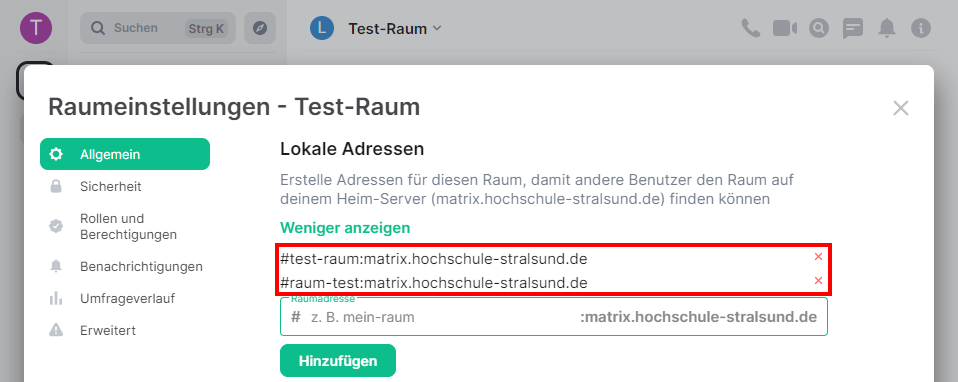 T
Suchen
Strg K
L
Test-Raum
Raumeinstellungen - Test-Raum
Allgemein
Sicherheit
Rollen und
Berechtigungen
Benachrichtigungen
Umfrageverlauf
Erweitert
Lokale Adressen
Erstelle Adressen für diesen Raum, damit andere Benutzer den Raum auf
deinem Heim-Server (matrix.hochschule-stralsund.de) finden können
Weniger anzeigen
#test-raum:matrix.hochschule-stralsund.de
#raum-test:matrix.hochschule-stralsund.de
Raumadresse
# z. B. mein-raum :matrix.hochschule-stralsund.de
Hinzufügen